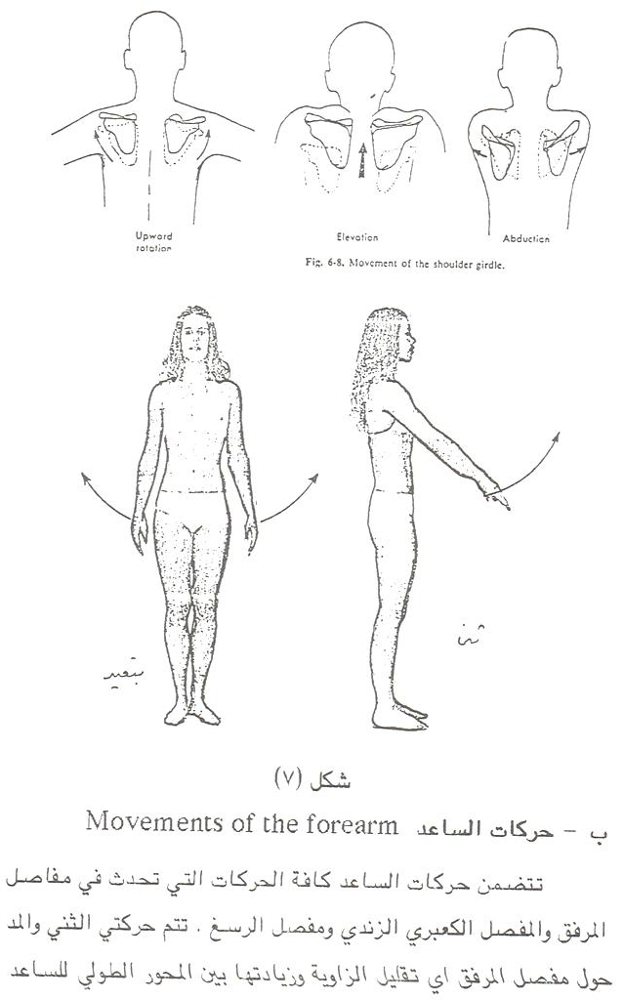 Upward
rotation
Elevation
Abduction
Fig. 6-8. Movement of the shoulder girdle.
تبعيد
ثني
شكل (٧)
ب - حركات الساعد Movements of the forearm
تتضمن حركات الساعد كافة الحركات التي تحدث في مفاصل
المرفق والمفصل الكعبري الزندي ومفصل الرسغ . تتم حركتي الثني والمد
حول مفصل المرفق اي تقليل الزاوية وزيادتها بين المحور الطولي للساعد